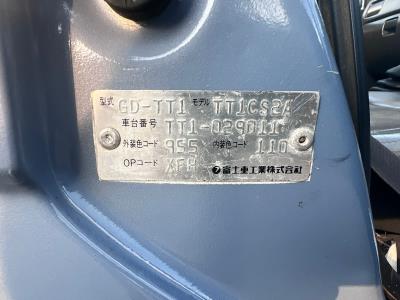 型式 GD-TT1 モデル TT1CS2A
車台番号 TT1-029011
外装色コード 955 内装色コード 110
OPコード XFH
富士重工業株式会社